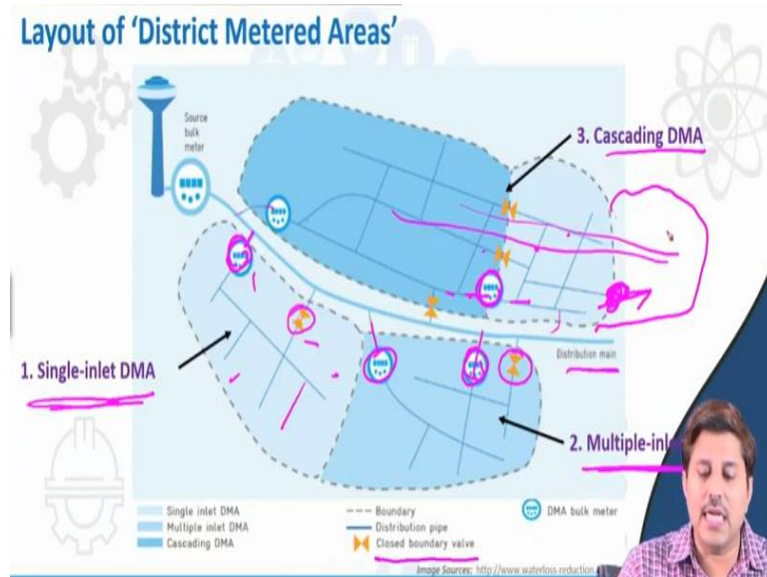 Layout of 'District Metered Areas'
Source
bulk
meter
3. Cascading DMA
1. Single-inlet DMA
Distribution main
2. Multiple-inl
Single inlet DMA
Multiple inlet DMA
Cascading DMA
Boundary
Distribution pipe
Closed boundary valve
DMA bulk meter
Image Sources: http://www.waterloss-reduction.